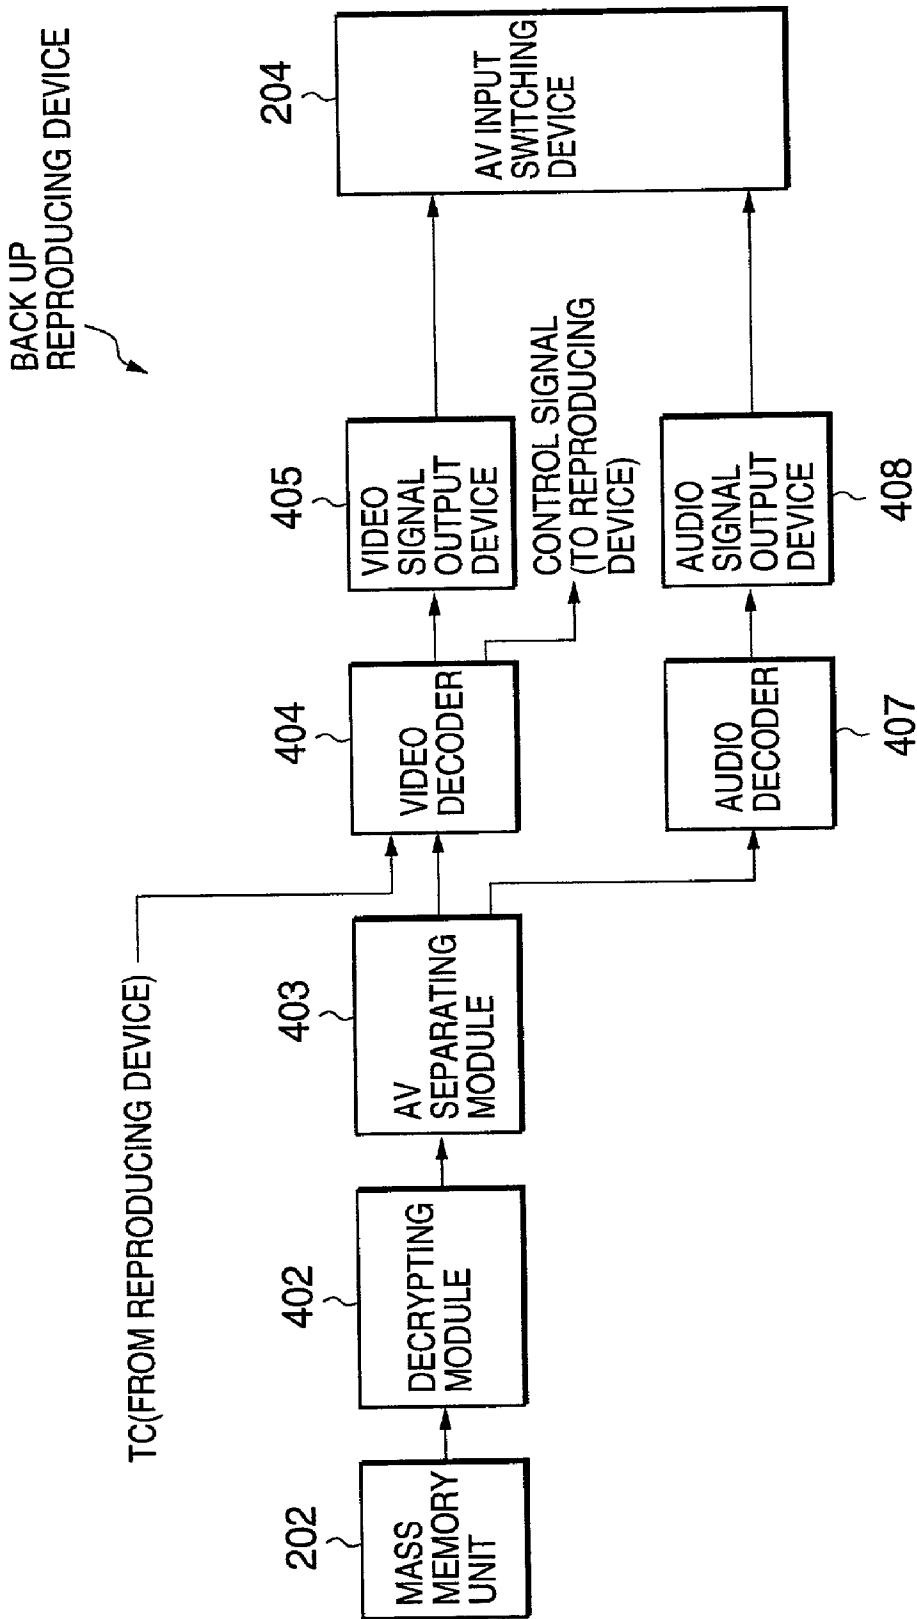 BACK UP
REPRODUCING DEVICE
TC(FROM REPRODUCING DEVICE)
202
MASS
MEMORY
UNIT
402
DECRYPTING
MODULE
403
AV
SEPARATING
MODULE
404
VIDEO
DECODER
405
VIDEO
SIGNAL
OUTPUT
DEVICE
CONTROL SIGNAL
(TO REPRODUCING
DEVICE)
AUDIO
DECODER
407
AUDIO
SIGNAL
OUTPUT
DEVICE
408
204
AV INPUT
SWITCHING
DEVICE